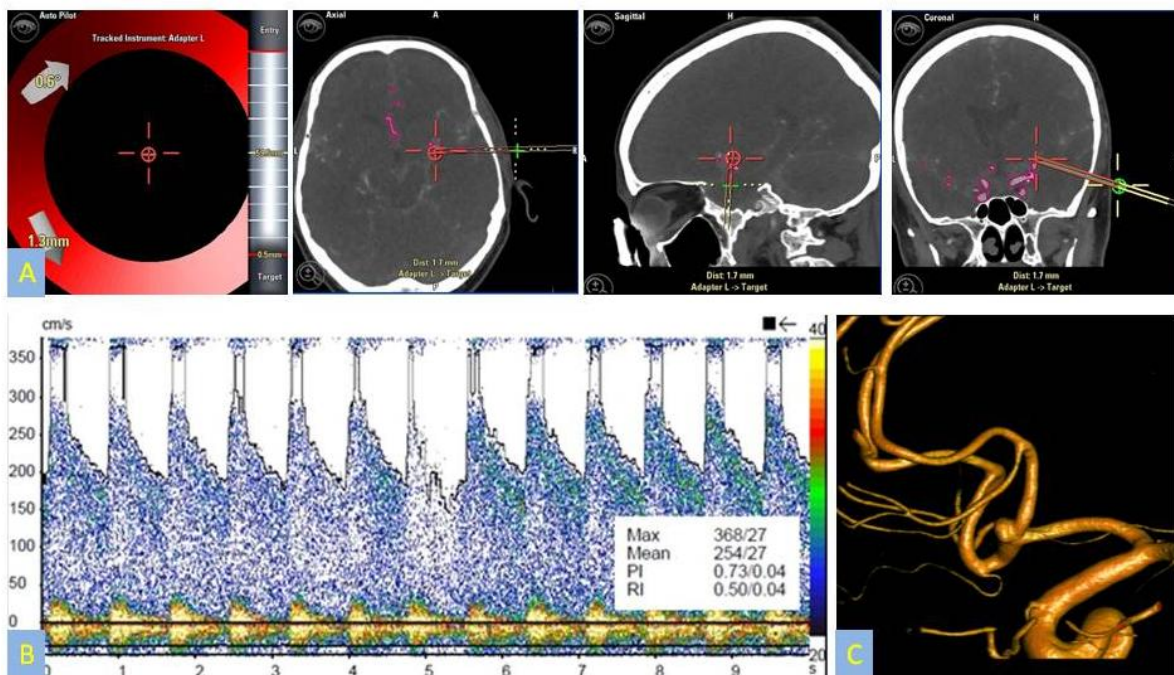 Auto Pilot
Tracked Instrument: Adapter L
0.6°
1.3mm
Entry
0.5mm
Target
A
Axial
A
L
R
Dist: 1.7 mm
Adapter L -> Target
P
Sagittal
H
A
P
Dist: 1.7 mm
Adapter L -> Target
Coronal
H
L
Dist: 1.7 mm
Adapter L -> Target
cm/s
350
300
250
200
150
100
50
0
0 1 2 3 4 5 6 7 8 9 s
40
20
Max 368/27
Mean 254/27
PI 0.73/0.04
RI 0.50/0.04
B
C